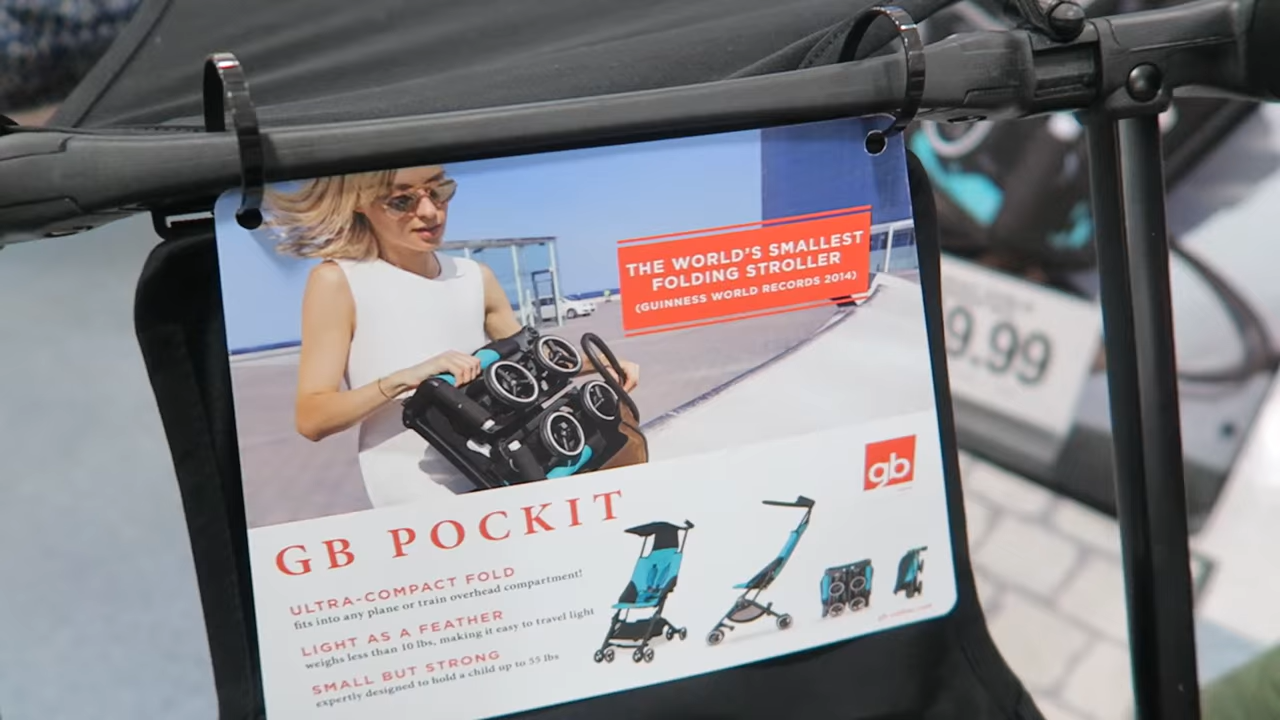 THE WORLD'S SMALLEST
FOLDING STROLLER
(GUINNESS WORLD RECORDS 2014)
9.99
gb
GB POCKIT
ULTRA-COMPACT FOLD
fits into any plane or train overhead compartment!
LIGHT AS A FEATHER
weighs less than 10 lbs, making it easy to travel light
SMALL BUT STRONG
expertly designed to hold a child up to 55 lbs